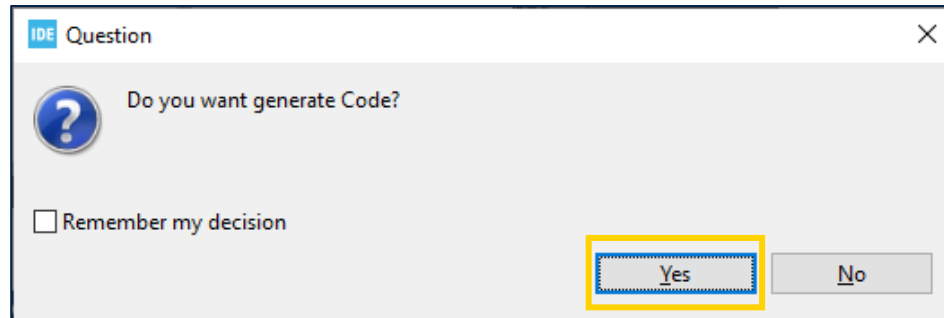 IDE Question
Do you want generate Code?
?
Remember my decision
Yes No